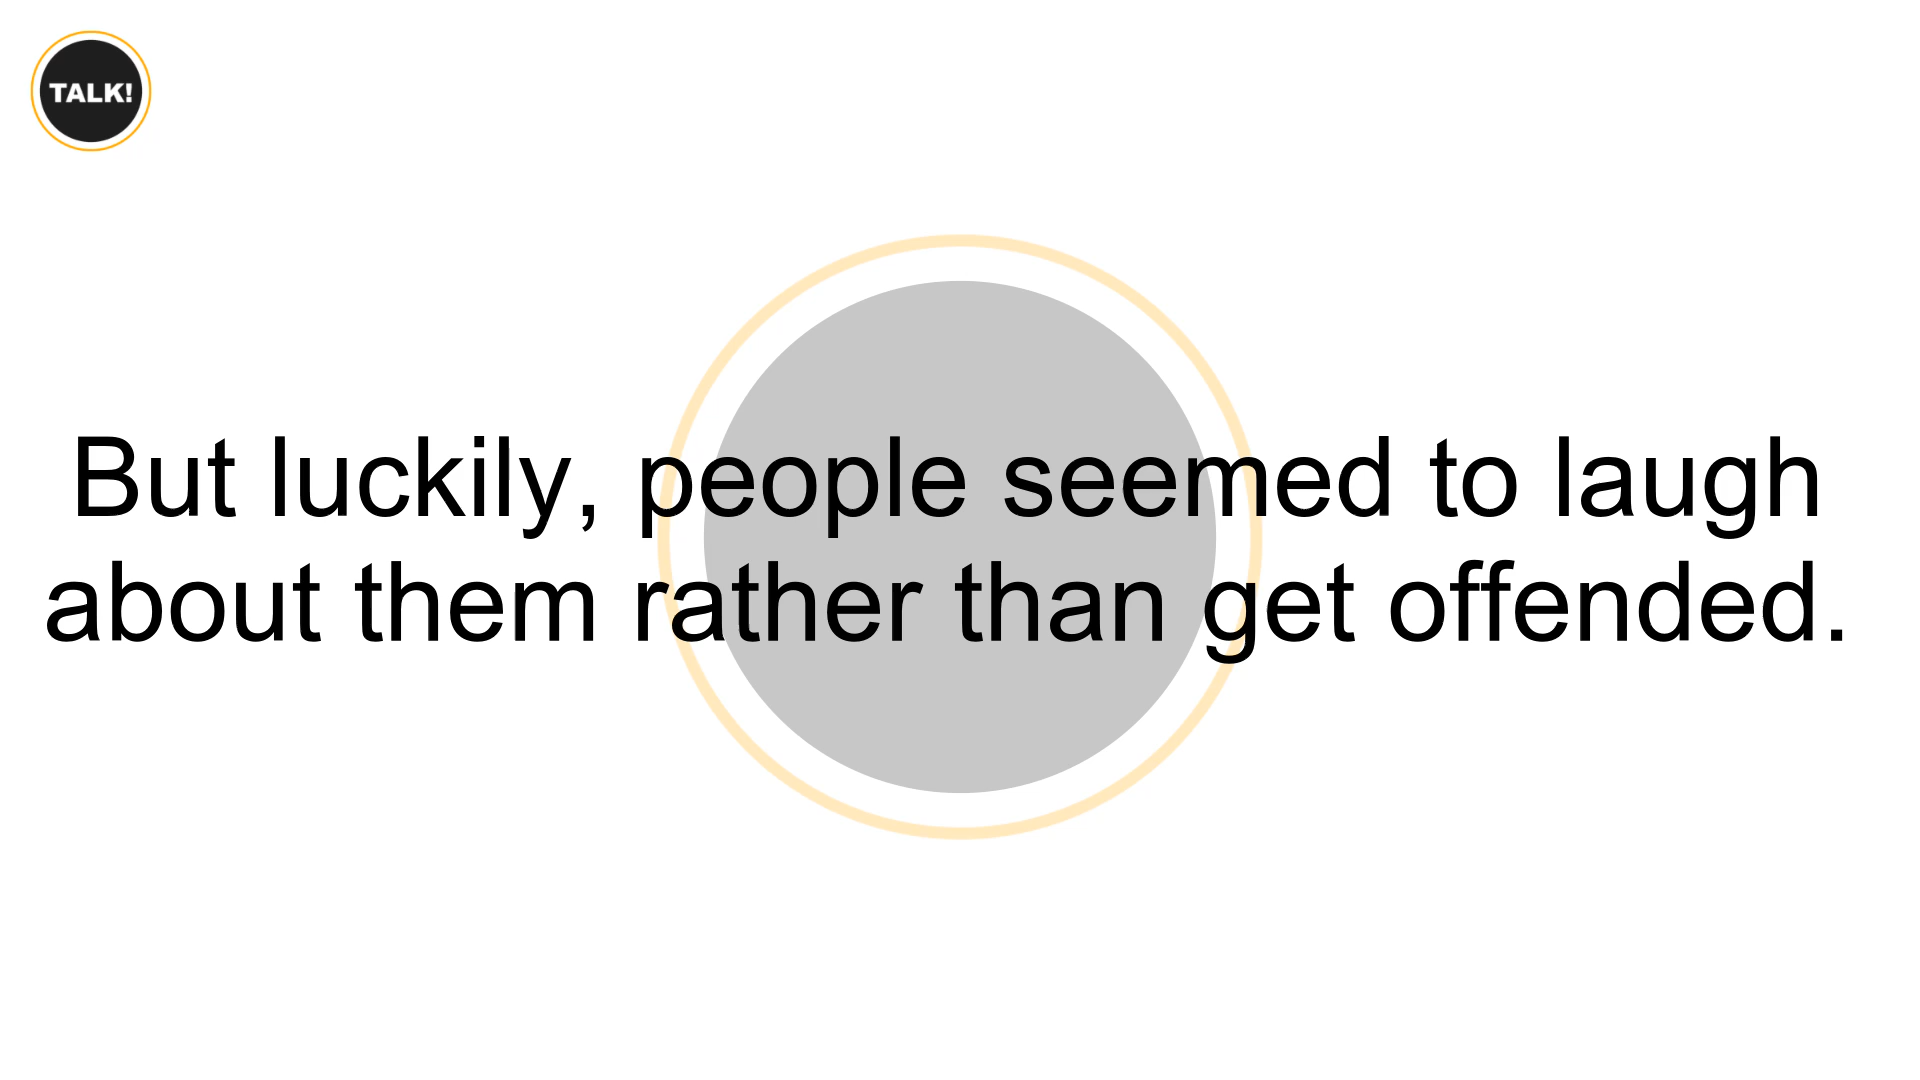 TALK!
But luckily, people seemed to laugh
about them rather than get offended.